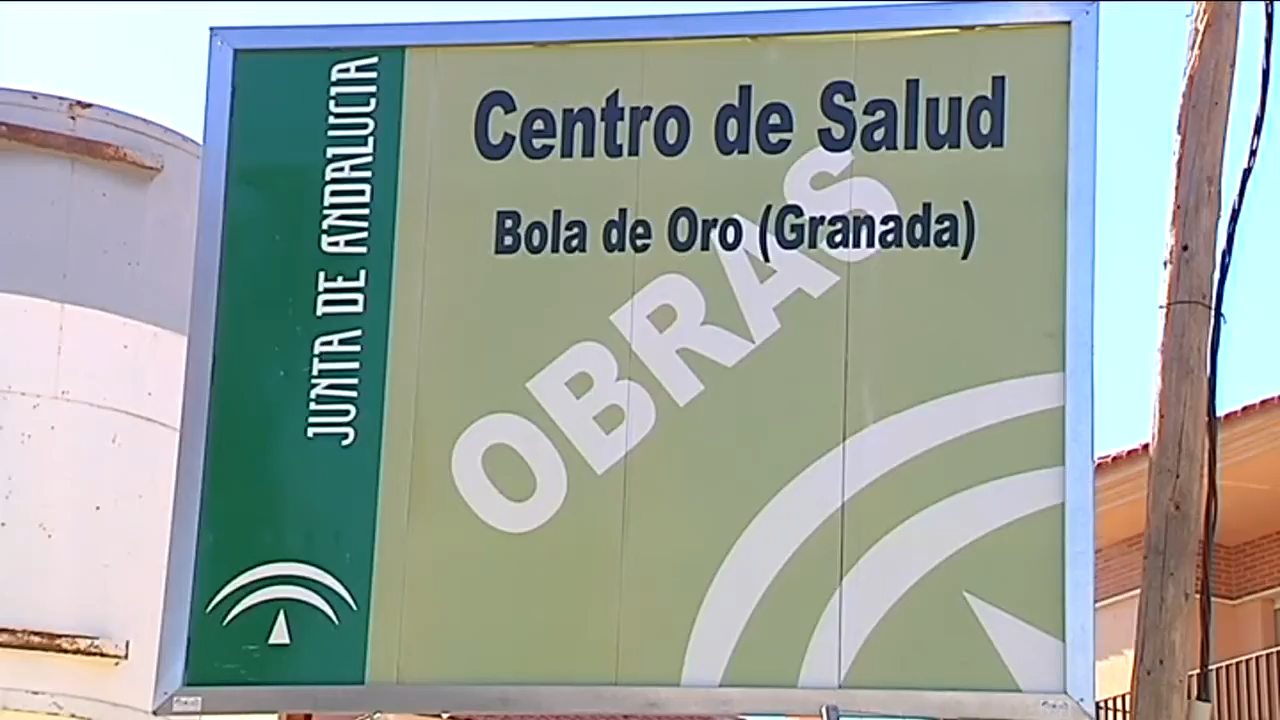 JUNTA DE ANDALUCIA
Centro de Salud
Bola de Oro (Granada)
OBRAS